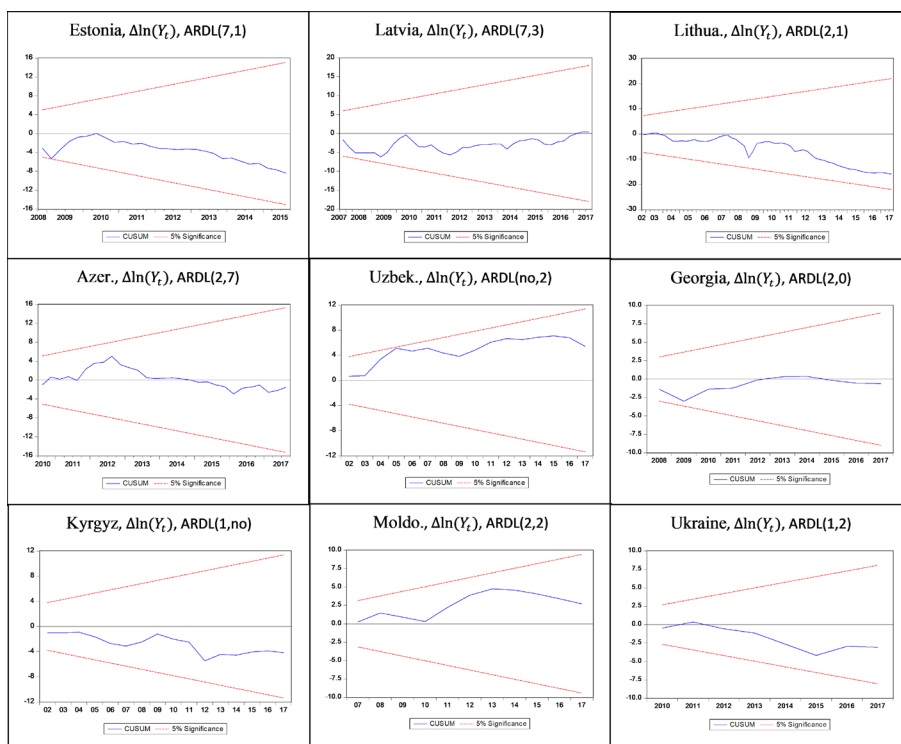 Estonia, Δln(Yₜ), ARDL(7,1)
16
12
8
4
0
-4
-8
-12
-16
2008 2009 2010 2011 2012 2013 2014 2015
CUSUM 5% Significance
Latvia, Δln(Yₜ), ARDL(7,3)
20
15
10
5
0
-5
-10
-15
-20
2007 2008 2009 2010 2011 2012 2013 2014 2015 2016 2017
CUSUM 5% Significance
Lithua., Δln(Yₜ), ARDL(2,1)
30
20
10
0
-10
-20
-30
02 03 04 05 06 07 08 09 10 11 12 13 14 15 16 17
CUSUM 5% Significance
Azer., Δln(Yₜ), ARDL(2,7)
16
12
8
4
0
-4
-8
-12
-16
2010 2011 2012 2013 2014 2015 2016 2017
CUSUM 5% Significance
Uzbek., Δln(Yₜ), ARDL(no,2)
12
8
4
0
-4
-8
-12
02 03 04 05 06 07 08 09 10 11 12 13 14 15 16 17
CUSUM 5% Significance
Georgia, Δln(Yₜ), ARDL(2,0)
10.0
7.5
5.0
2.5
0.0
-2.5
-5.0
-7.5
-10.0
2008 2009 2010 2011 2012 2013 2014 2015 2016 2017
CUSUM 5% Significance
Kyrgyz, Δln(Yₜ), ARDL(1,no)
12
8
4
0
-4
-8
-12
02 03 04 05 06 07 08 09 10 11 12 13 14 15 16 17
CUSUM 5% Significance
Moldo., Δln(Yₜ), ARDL(2,2)
10.0
7.5
5.0
2.5
0.0
-2.5
-5.0
-7.5
-10.0
07 08 09 10 11 12 13 14 15 16 17
CUSUM 5% Significance
Ukraine, Δln(Yₜ), ARDL(1,2)
10.0
7.5
5.0
2.5
0.0
-2.5
-5.0
-7.5
-10.0
2010 2011 2012 2013 2014 2015 2016 2017
CUSUM 5% Significance